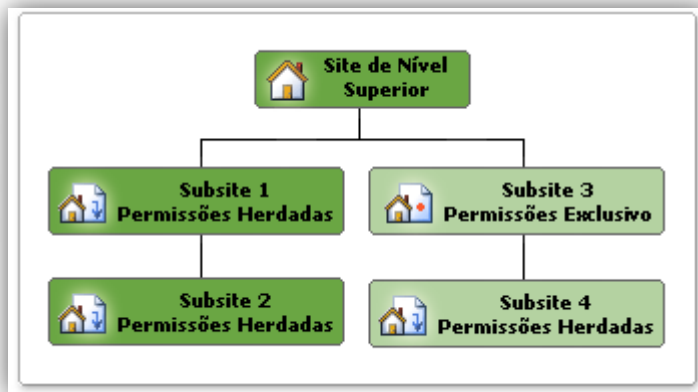 Site de Nível
Superior
Subsite 1
Permissões Herdadas
Subsite 3
Permissões Exclusivo
Subsite 2
Permissões Herdadas
Subsite 4
Permissões Herdadas